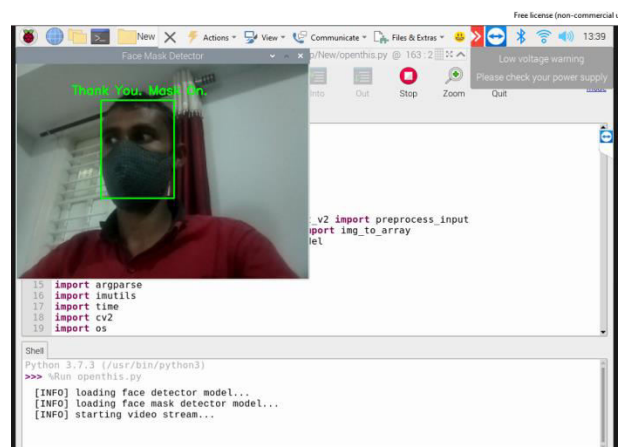 Free license (non-commercial u
New
Actions
View
Communicate
Files & Extras
13:39
Face Mask Detector
p/New/openthis.py @ 163:2
Low voltage warning
Please check your power supply
Thank You. Mask On.
Into
Out
Stop
Zoom
Quit
_v2 import preprocess_input
import img_to_array
del
15 import argparse
16 import imutils
17 import time
18 import cv2
19 import os
Shell
Python 3.7.3 (/usr/bin/python3)
>>> %Run openthis.py
[INFO] loading face detector model...
[INFO] loading face mask detector model...
[INFO] starting video stream...